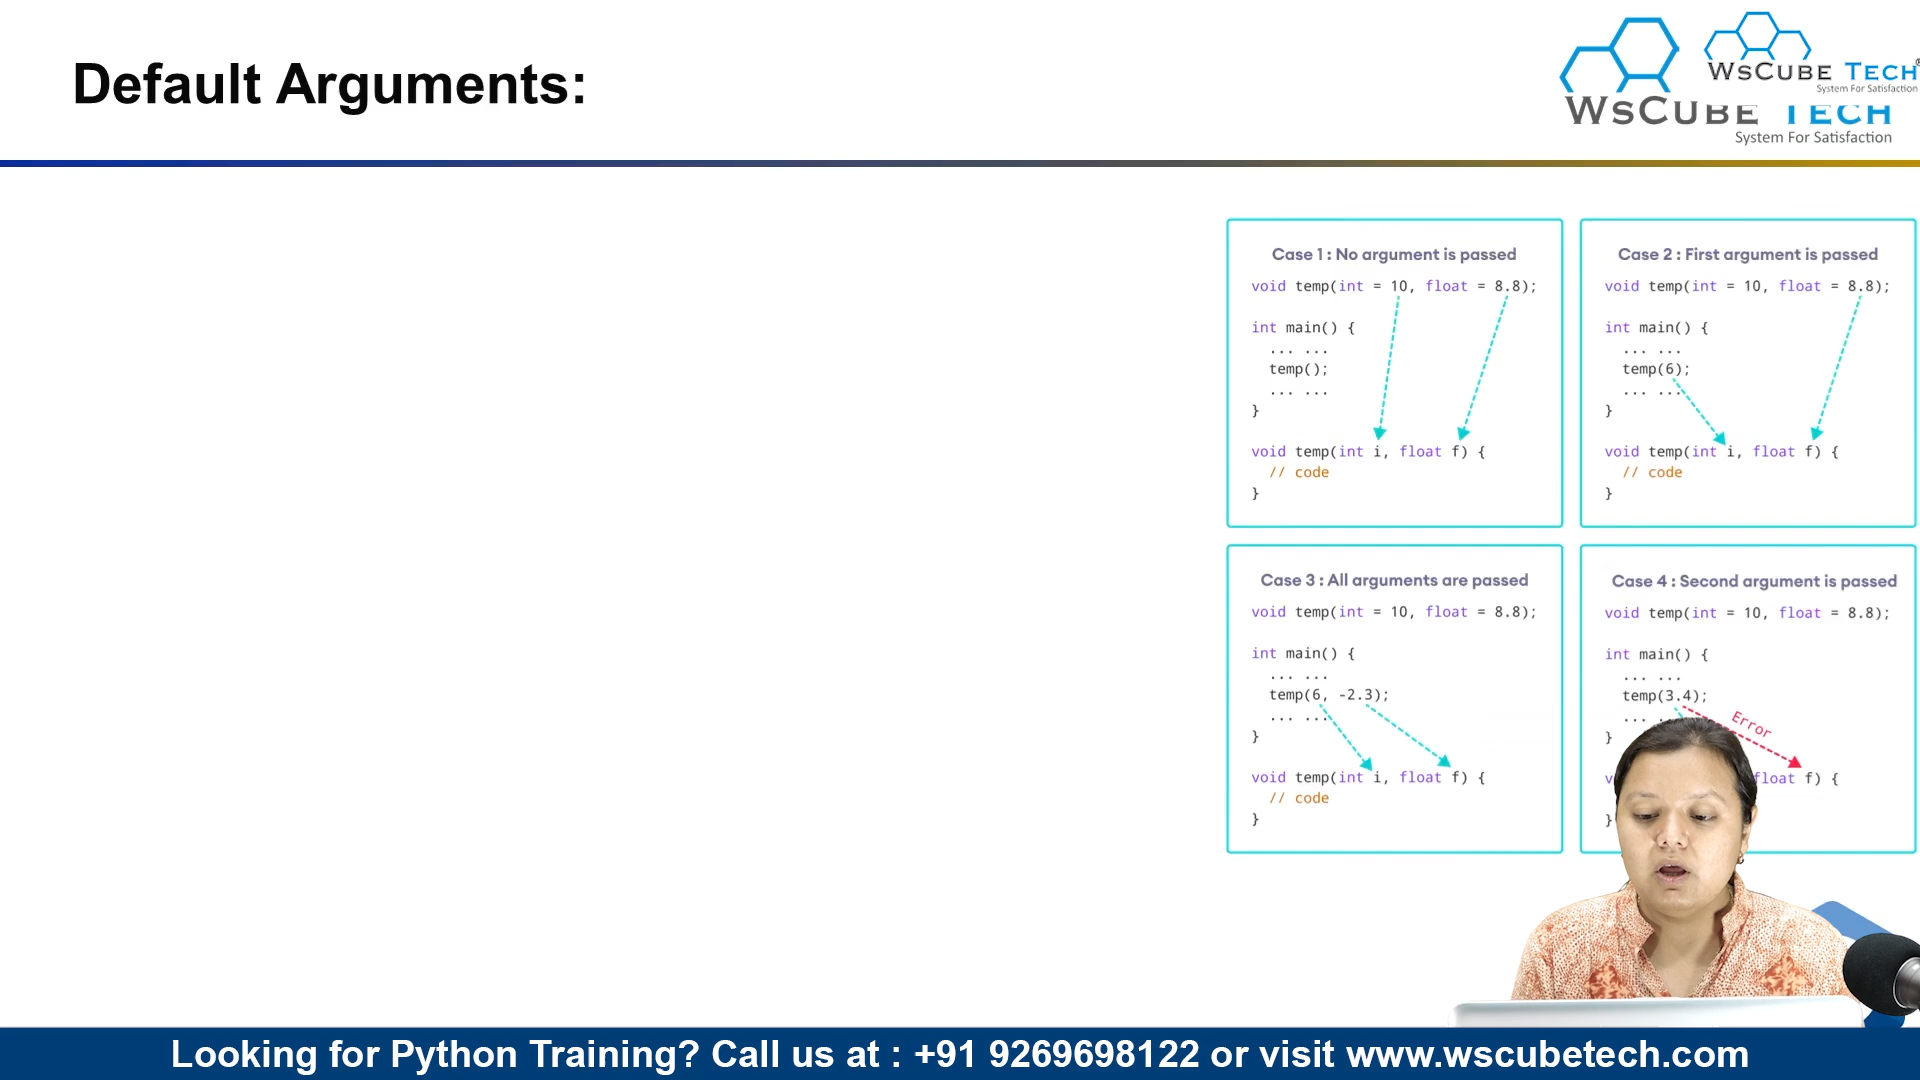 Default Arguments:
WSCUBE TECH
System For Satisfaction
WSCUBE TECH
System For Satisfaction
Case 1 : No argument is passed
void temp(int = 10, float = 8.8);
int main() {
... ...
temp();
... ...
}
void temp(int i, float f) {
// code
}
Case 2 : First argument is passed
void temp(int = 10, float = 8.8);
int main() {
... ...
temp(6);
... ...
}
void temp(int i, float f) {
// code
}
Case 3 : All arguments are passed
void temp(int = 10, float = 8.8);
int main() {
... ...
temp(6, -2.3);
... ...
}
void temp(int i, float f) {
// code
}
Case 4 : Second argument is passed
void temp(int = 10, float = 8.8);
int main() {
... ...
temp(3.4);
...
Error
}
float f) {
}
Looking for Python Training? Call us at : +91 9269698122 or visit www.wscubetech.com